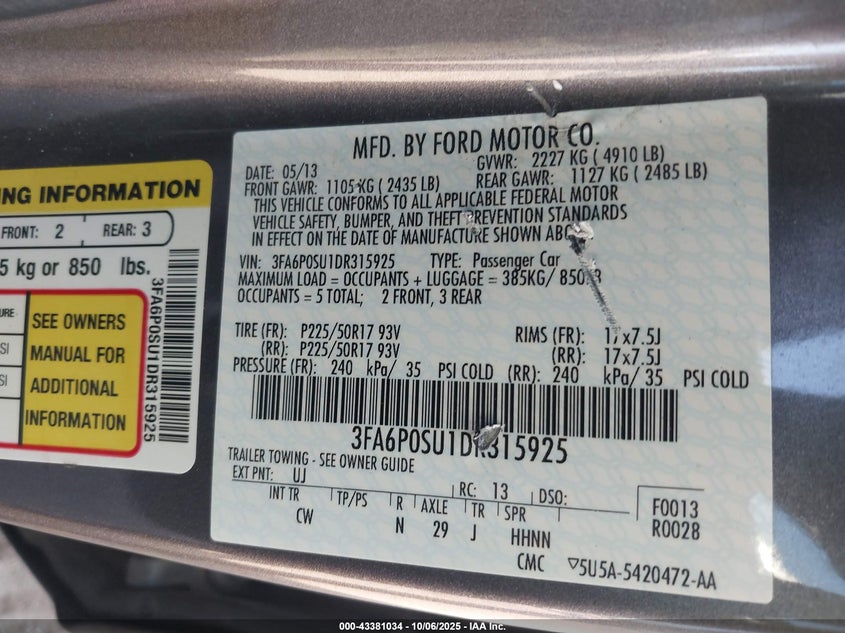 NG INFORMATION
FRONT: 2 REAR: 3
5 kg or 850 lbs.
SEE OWNERS
MANUAL FOR
ADDITIONAL
INFORMATION
3FA6P0SU1DR315925
MFD. BY FORD MOTOR CO.
DATE: 05/13 GVWR: 2227 KG ( 4910 LB)
FRONT GAWR: 1105 KG ( 2435 LB) REAR GAWR: 1127 KG ( 2485 LB)
THIS VEHICLE CONFORMS TO ALL APPLICABLE FEDERAL MOTOR
VEHICLE SAFETY, BUMPER, AND THEFT PREVENTION STANDARDS
IN EFFECT ON THE DATE OF MANUFACTURE SHOWN
VIN: 3FA6P0SU1DR315925 TYPE: Passenger Car
MAXIMUM LOAD = OCCUPANTS + LUGGAGE = 385KG/ 850
OCCUPANTS = 5 TOTAL; 2 FRONT, 3 REAR
TIRE (FR): P225/50R17 93V RIMS (FR): 17x7.5J
(RR): P225/50R17 93V (RR): 17x7.5J
PRESSURE (FR): 240 kPa/ 35 PSI COLD (RR): 240 kPa/ 35 PSI COLD
3FA6P0SU1DR315925
TRAILER TOWING - SEE OWNER GUIDE
EXT PNT: UJ RC: 13 DSO: F0013
INT TR TP/PS R AXLE TR SPR R0028
CW N 29 J HHNN
CMC ▽5U5A-5420472-AA
000-43381034 - 10/06/2025 - IAA Inc.